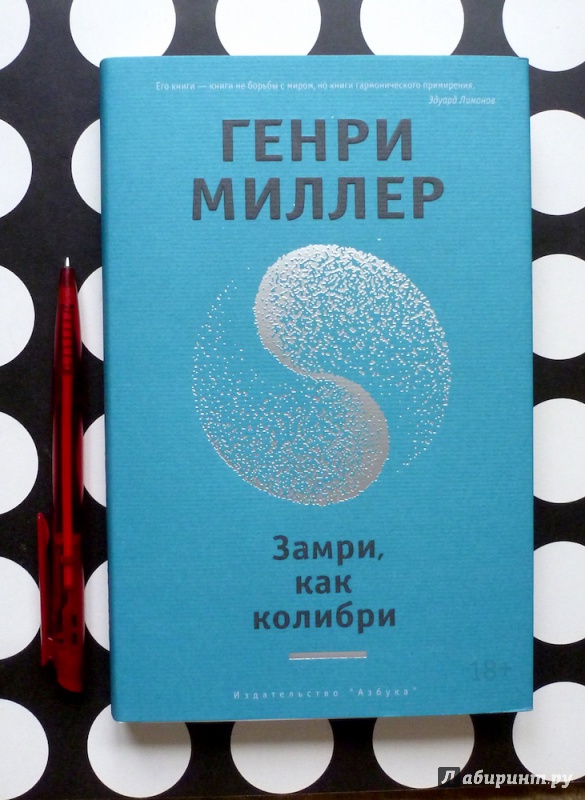 Его книги — книги не борьбы с миром, но книги гармонического примирения.
Эдуард Лимонов
ГЕНРИ
МИЛЛЕР
Замри,
как
колибри
18+
Издательство "Азбука"
Лабиринт.ру